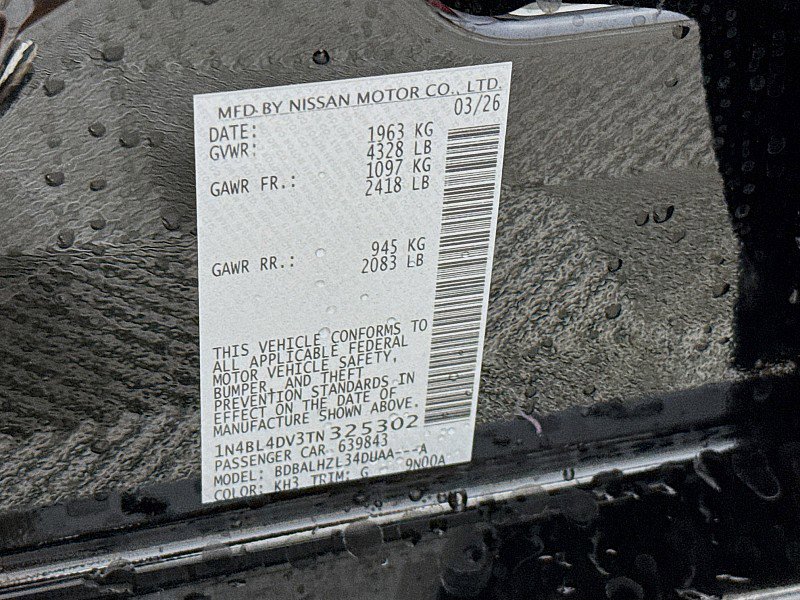 MFD BY NISSAN MOTOR CO., LTD.
DATE: 03/26
GVWR: 1963 KG
4328 LB
GAWR FR.: 1097 KG
2418 LB
GAWR RR.: 945 KG
2083 LB
THIS VEHICLE CONFORMS TO
ALL APPLICABLE FEDERAL
MOTOR VEHICLE SAFETY,
BUMPER, AND THEFT
PREVENTION STANDARDS IN
EFFECT ON THE DATE OF
MANUFACTURE SHOWN ABOVE.
1N4BL4DV3TN325302
PASSENGER CAR 639843
MODEL: BDBALHZL34DUAA---A
COLOR: KH3 TRIM: G 9N00A